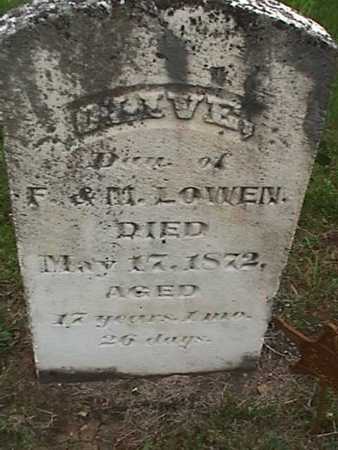 OLIVE,
Dau. of
F. & M. LOWEN.
DIED
May 17, 1872,
AGED
17 years, 1 mo.
26 days.